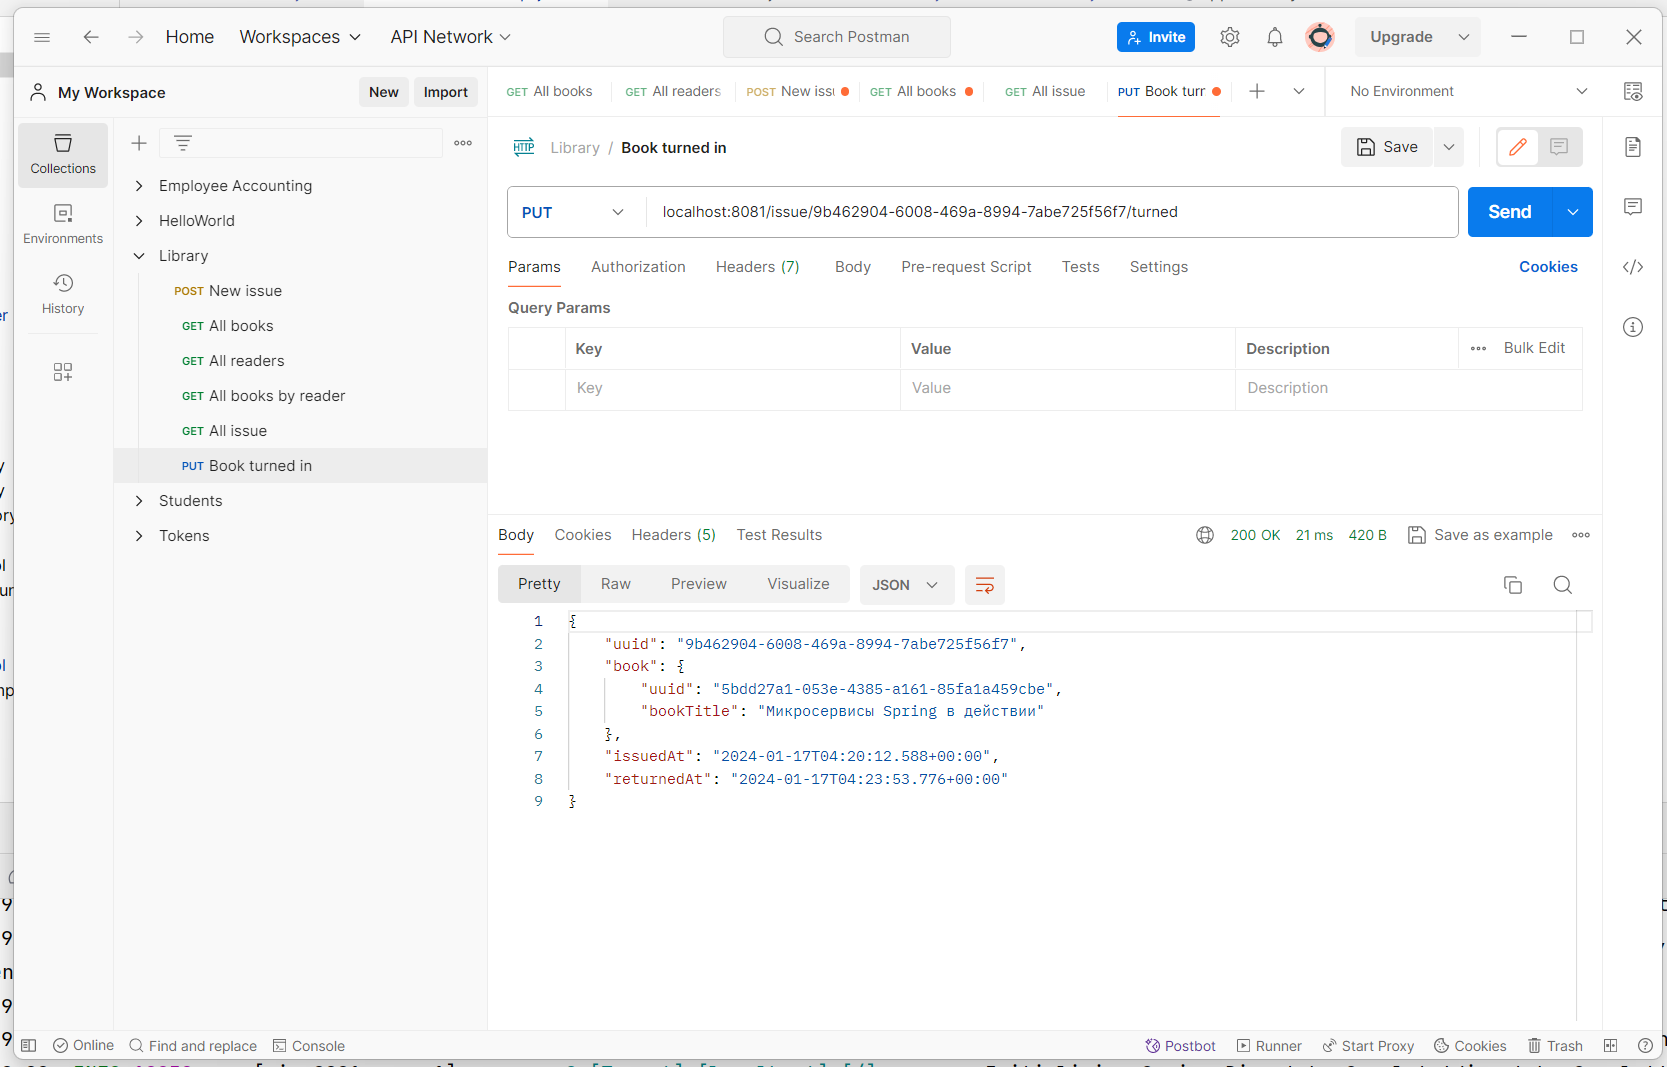 Home Workspaces API Network Search Postman Invite Upgrade
My Workspace New Import
GET All books GET All readers POST New issu GET All books GET All issue PUT Book turr No Environment
Collections
Environments
History
Employee Accounting
HelloWorld
Library
POST New issue
GET All books
GET All readers
GET All books by reader
GET All issue
PUT Book turned in
Students
Tokens
HTTP Library / Book turned in Save
PUT localhost:8081/issue/9b462904-6008-469a-8994-7abe725f56f7/turned Send
Params Authorization Headers (7) Body Pre-request Script Tests Settings Cookies
Query Params
Key Value Description Bulk Edit
Key Value Description
Body Cookies Headers (5) Test Results 200 OK 21 ms 420 B Save as example
Pretty Raw Preview Visualize JSON
1 {
2 "uuid": "9b462904-6008-469a-8994-7abe725f56f7",
3 "book": {
4 "uuid": "5bdd27a1-053e-4385-a161-85fa1a459cbe",
5 "bookTitle": "Микросервисы Spring в действии"
6 },
7 "issuedAt": "2024-01-17T04:20:12.588+00:00",
8 "returnedAt": "2024-01-17T04:23:53.776+00:00"
9 }
Online Find and replace Console Postbot Runner Start Proxy Cookies Trash